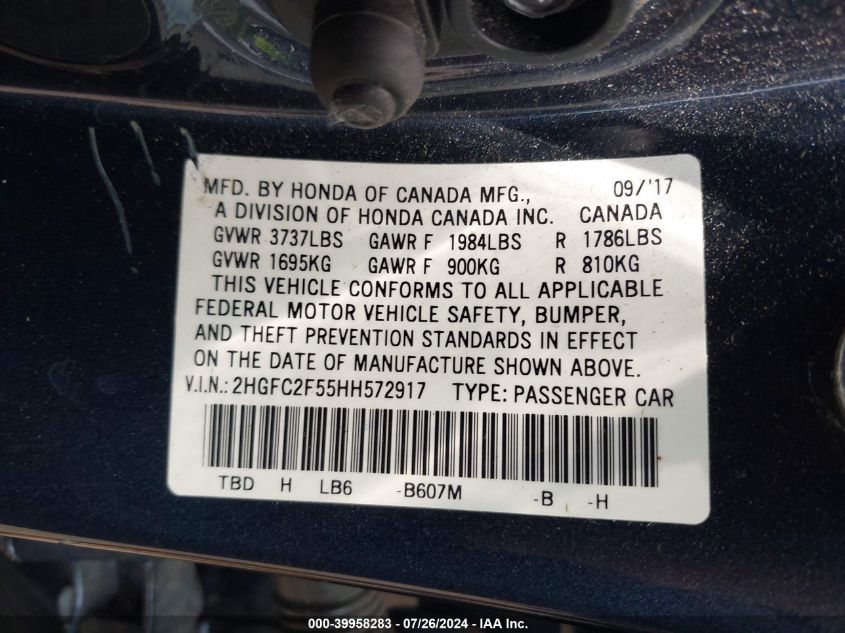 MFD. BY HONDA OF CANADA MFG., 09/'17
A DIVISION OF HONDA CANADA INC. CANADA
GVWR 3737LBS GAWR F 1984LBS R 1786LBS
GVWR 1695KG GAWR F 900KG R 810KG
THIS VEHICLE CONFORMS TO ALL APPLICABLE
FEDERAL MOTOR VEHICLE SAFETY, BUMPER,
AND THEFT PREVENTION STANDARDS IN EFFECT
ON THE DATE OF MANUFACTURE SHOWN ABOVE.
V.I.N.: 2HGFC2F55HH572917 TYPE: PASSENGER CAR
TBD H LB6 -B607M -B -H
000-39958283 / 07/26/2024 - IAA Inc.